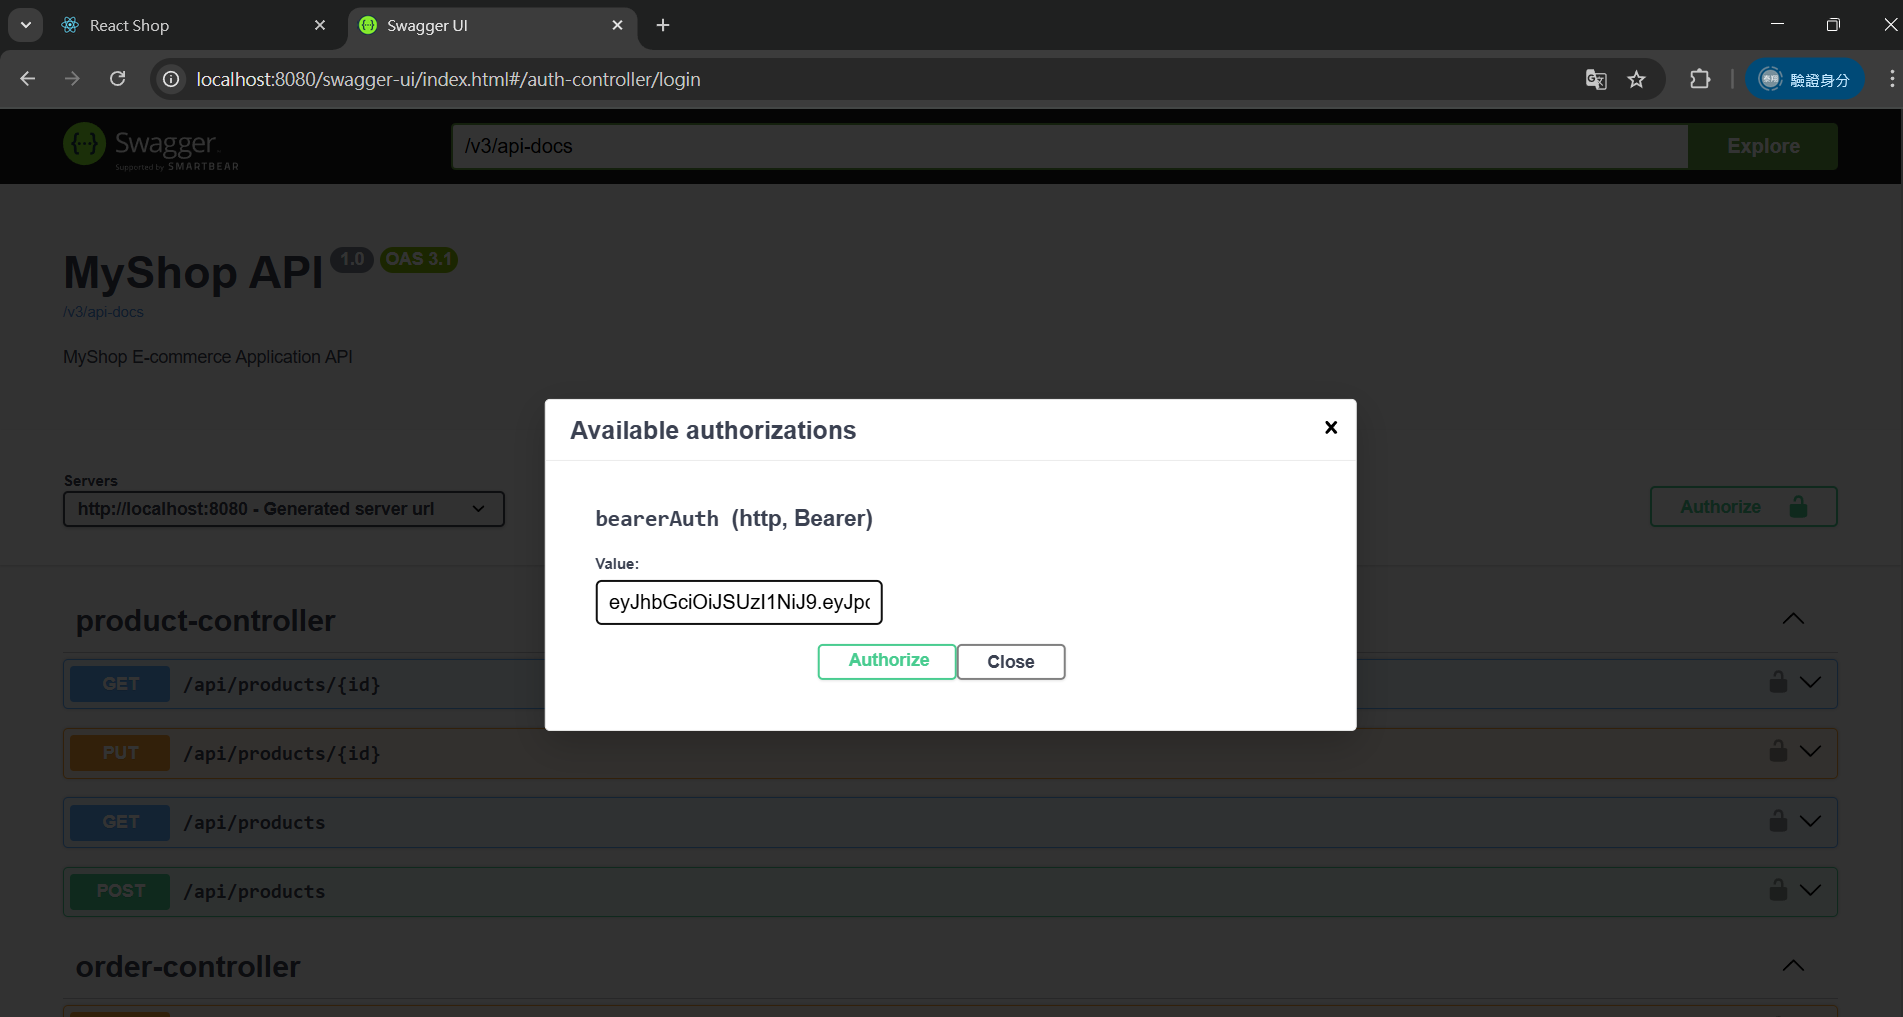 React Shop
Swagger UI
localhost:8080/swagger-ui/index.html#/auth-controller/login
驗證身分
Swagger
Supported by SMARTBEAR
/v3/api-docs
Explore
MyShop API 1.0 OAS 3.1
/v3/api-docs
MyShop E-commerce Application API
Available authorizations
bearerAuth (http, Bearer)
Value:
eyJhbGciOiJSUzI1NiJ9.eyJpc
Authorize
Close
Servers
http://localhost:8080 - Generated server url
Authorize
product-controller
GET /api/products/{id}
PUT /api/products/{id}
GET /api/products
POST /api/products
order-controller